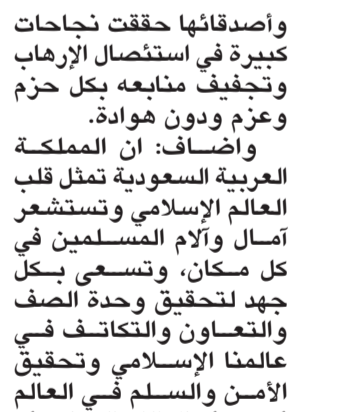 وأصدقائها حققت نجاحات
كبيرة في استئصال الإرهاب
وتجفيف منابعه بكل حزم
وعزم ودون هوادة.
واضاف: ان المملكة
العربية السعودية تمثل قلب
العالم الإسلامي وتستشعر
آمال وآلام المسلمين في
كل مكان، وتسعى بكل
جهد لتحقيق وحدة الصف
والتعاون والتكاتف في
عالمنا الإسلامي وتحقيق
الأمن والسلم في العالم